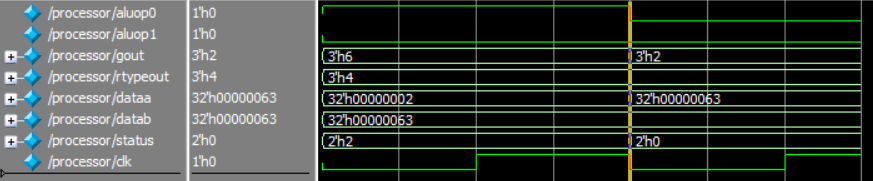 /processor/aluop0 1'h0
/processor/aluop1 1'h0
/processor/gout 3'h2 3'h6 3'h2
/processor/rtypeout 3'h4 3'h4
/processor/dataa 32'h00000063 32'h00000002 32'h00000063
/processor/datab 32'h00000063 32'h00000063
/processor/status 2'h0 2'h2 2'h0
/processor/clk 1'h0